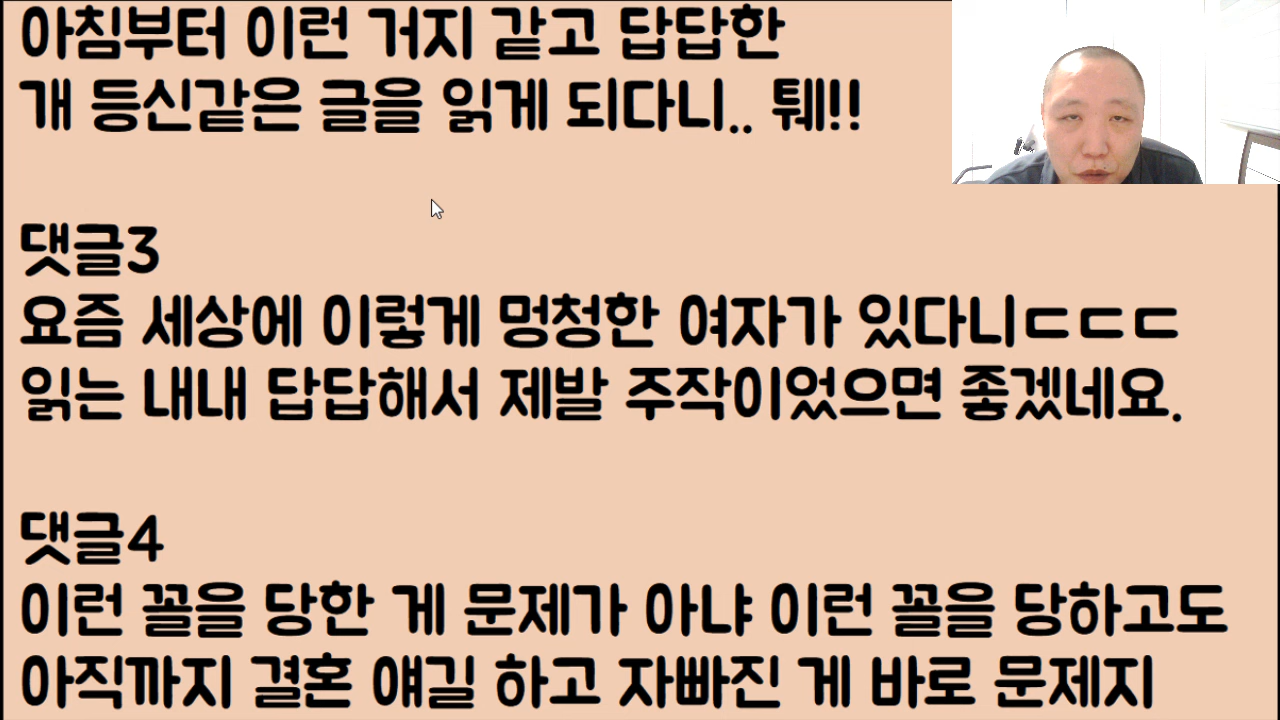 아침부터 이런 거지 같고 답답한
개 등신같은 글을 읽게 되다니.. 퉤!!
댓글3
요즘 세상에 이렇게 멍청한 여자가 있다니ㄷㄷㄷ
읽는 내내 답답해서 제발 주작이었으면 좋겠네요.
댓글4
이런 꼴을 당한 게 문제가 아냐 이런 꼴을 당하고도
아직까지 결혼 얘길 하고 자빠진 게 바로 문제지